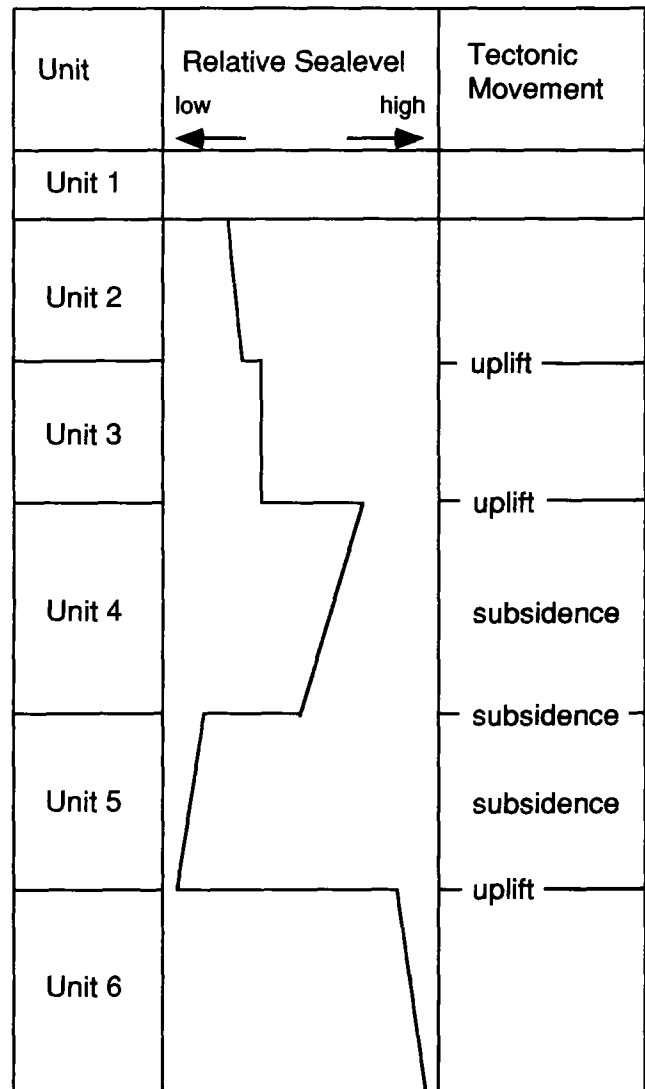 Unit
Relative Sealevel
low high
Tectonic
Movement
Unit 1
Unit 2
uplift
Unit 3
uplift
Unit 4
subsidence
subsidence
Unit 5
subsidence
uplift
Unit 6